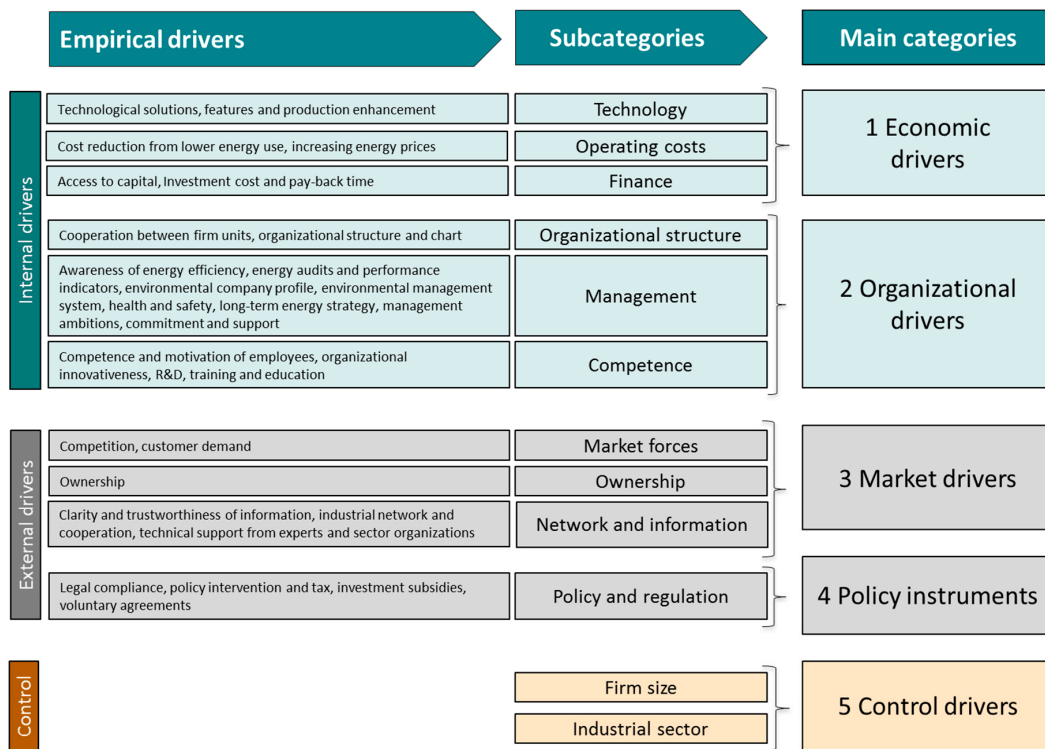 Empirical drivers
Subcategories
Main categories
Internal drivers
Technological solutions, features and production enhancement
Technology
Cost reduction from lower energy use, increasing energy prices
Operating costs
Access to capital, Investment cost and pay-back time
Finance
1 Economic
drivers
Cooperation between firm units, organizational structure and chart
Organizational structure
Awareness of energy efficiency, energy audits and performance
indicators, environmental company profile, environmental management
system, health and safety, long-term energy strategy, management
ambitions, commitment and support
Management
Competence and motivation of employees, organizational
innovativeness, R&D, training and education
Competence
2 Organizational
drivers
External drivers
Competition, customer demand
Market forces
Ownership
Ownership
Clarity and trustworthiness of information, industrial network and
cooperation, technical support from experts and sector organizations
Network and information
3 Market drivers
Legal compliance, policy intervention and tax, investment subsidies,
voluntary agreements
Policy and regulation
4 Policy instruments
Control
Firm size
Industrial sector
5 Control drivers